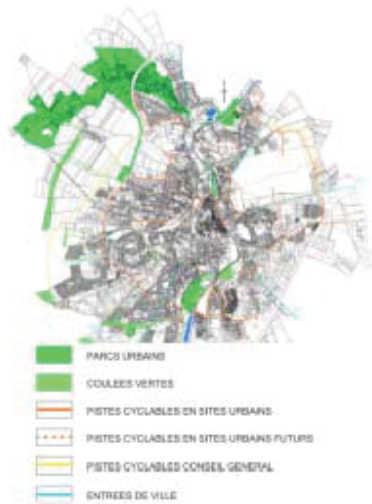 PARCS URBAINS
COULEES VERTES
PISTES CYCLABLES EN SITES URBAINS
PISTES CYCLABLES EN SITES URBAINS FUTURS
PISTES CYCLABLES CONSEIL GENERAL
ENTREES DE VILLE